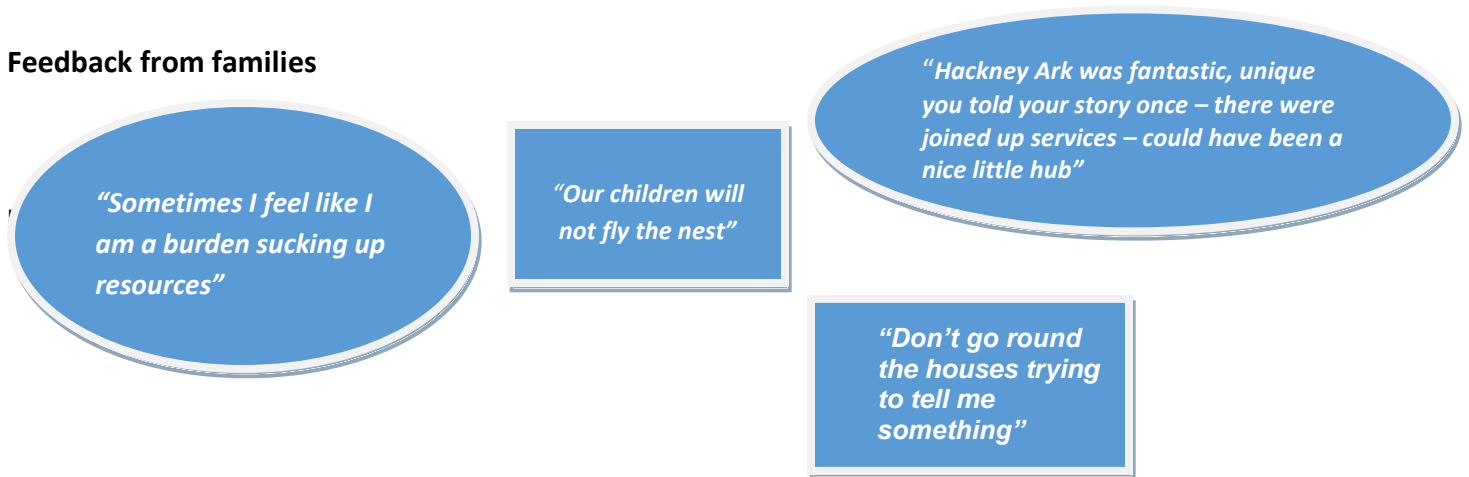 Feedback from families
“Hackney Ark was fantastic, unique
you told your story once – there were
joined up services – could have been a
nice little hub”
“Sometimes I feel like I
am a burden sucking up
resources”
“Our children will
not fly the nest”
“Don’t go round
the houses trying
to tell me
something”